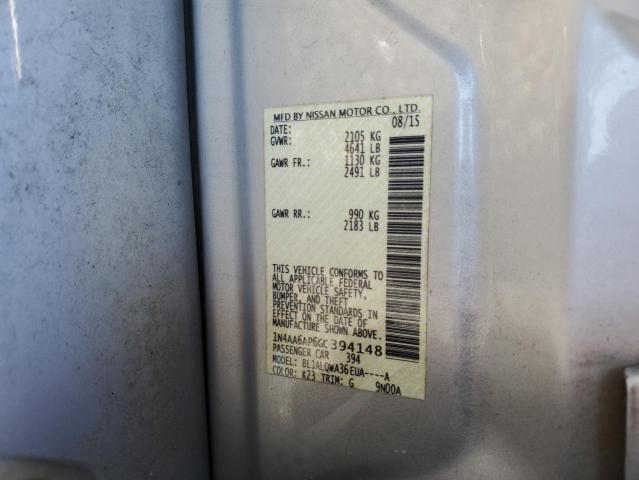 MFD BY NISSAN MOTOR CO., LTD.
DATE: 08/15
GVWR: 2105 KG
4641 LB
GAWR FR.: 1130 KG
2491 LB
GAWR RR.: 990 KG
2183 LB
THIS VEHICLE CONFORMS TO
ALL APPLICABLE FEDERAL
MOTOR VEHICLE SAFETY,
BUMPER, AND THEFT
PREVENTION STANDARDS IN
EFFECT ON THE DATE OF
MANUFACTURE SHOWN ABOVE.
1N4AA6AP6GC394148
PASSENGER CAR 394
MODEL: BLJALQWA36EUA----A
COLOR: K23 TRIM: G 9N00A